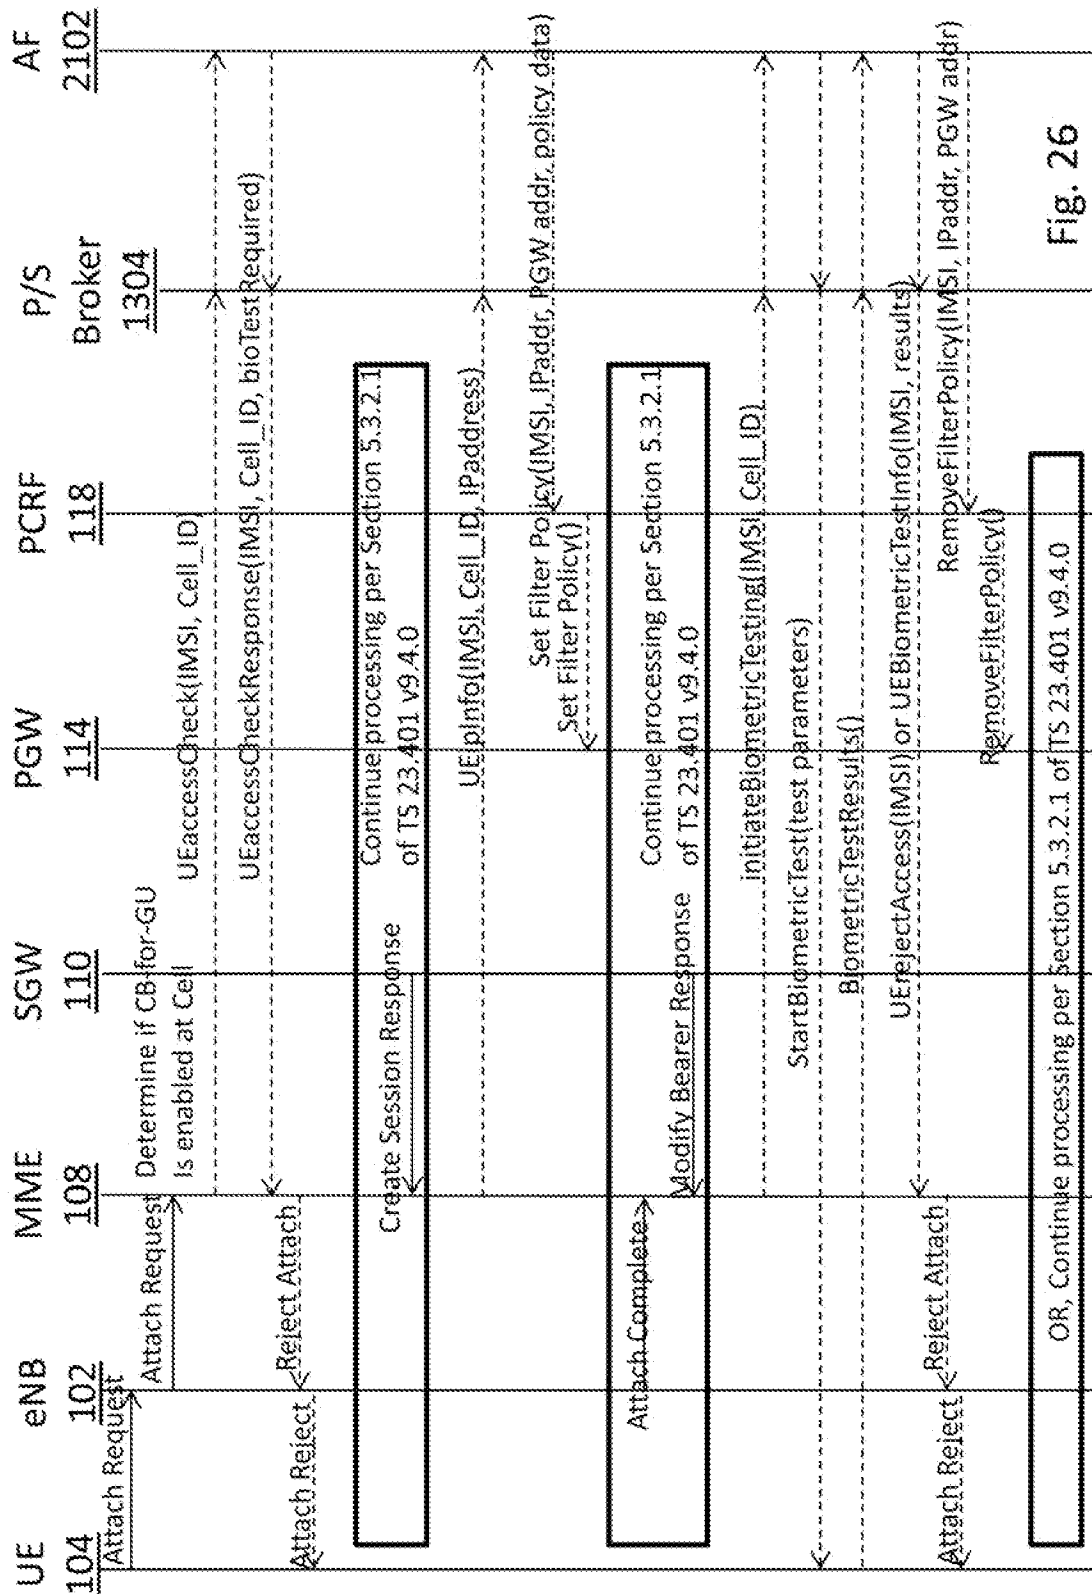 UE
104
eNB
102
MME
108
SGW
110
PGW
114
PCRF
118
P/S
Broker
1304
AF
2102
Attach Request
Attach Request
Determine if CB-for-GU
Is enabled at Cell
UEaccessCheck(IMSI, Cell_ID)
UEaccessCheckResponse(IMSI, Cell_ID, bioTestRequired)
Reject Attach
Attach Reject
Continue processing per Section 5.3.2.1
of TS 23.401 v9.4.0
Create Session Response
UEpInfo(IMSI, Cell_ID, IPaddress)
Set Filter Policy(IMSI, IPaddr, PGW addr, policy data)
Set Filter Policy()
Attach Complete
Continue processing per Section 5.3.2.1
of TS 23.401 v9.4.0
Modify Bearer Response
initiateBiometricTesting(IMSI, Cell_ID)
StartBiometricTest(test parameters)
BiometricTestResults()
UErejectAccess(IMSI) or UEBiometricTestInfo(IMSI, results)
Reject Attach
Attach Reject
RemoveFilterPolicy(IMSI, IPaddr, PGW addr)
RemoveFilterPolicy()
OR, Continue processing per Section 5.3.2.1 of TS 23.401 v9.4.0
Fig. 26